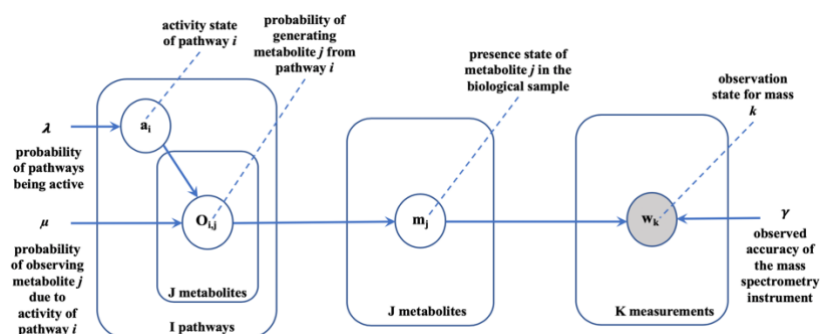 activity state
of pathway i
probability of
generating
metabolite j from
pathway i
presence state of
metabolite j in the
biological sample
observation
state for mass
k
λ
probability
of pathways
being active
a_i
μ
probability
of observing
metabolite j
due to
activity of
pathway i
O_i,j
J metabolites
I pathways
m_j
J metabolites
w_k
K measurements
γ
observed
accuracy of
the mass
spectrometry
instrument